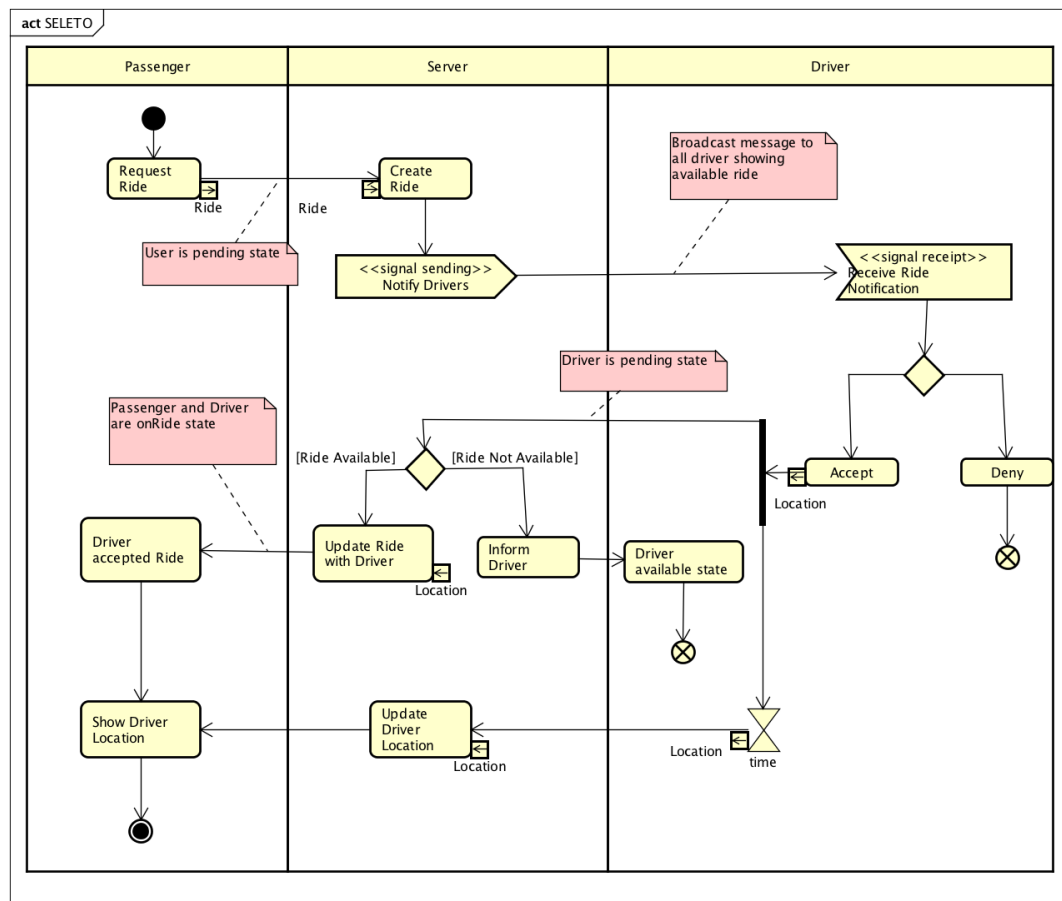 act SELETO
Passenger
Server
Driver
Request
Ride
Ride
Ride
Create
Ride
Broadcast message to
all driver showing
available ride
User is pending state
<<signal sending>>
Notify Drivers
<<signal receipt>>
Receive Ride
Notification
Driver is pending state
Passenger and Driver
are onRide state
[Ride Available]
[Ride Not Available]
Accept
Deny
Location
Driver
accepted Ride
Update Ride
with Driver
Location
Inform
Driver
Driver
available state
Show Driver
Location
Update
Driver
Location
Location
Location
time